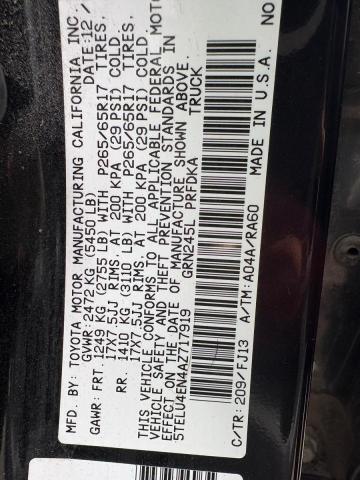 MFD. BY: TOYOTA MOTOR MANUFACTURING CALIFORNIA INC.
GVWR: 2472 KG (5450 LB) DATE: 12/
GAWR: FRT. 1249 KG (2755 LB) WITH P265/65R17 TIRES,
17X7.5JJ RIMS, AT 200 KPA (29 PSI) COLD.
RR. 1410 KG (3110 LB) WITH P265/65R17 TIRES,
17X7.5JJ RIMS, AT 200 KPA (29 PSI) COLD.
THIS VEHICLE CONFORMS TO ALL APPLICABLE FEDERAL MOTOR
VEHICLE SAFETY AND THEFT PREVENTION STANDARDS IN
EFFECT ON THE DATE OF MANUFACTURE SHOWN ABOVE.
5TELU4EN4AZ717919 TRUCK
GRN245L PRFDKA
C/TR: 209/FJ13 A/TM: A04A/RA60
MADE IN U.S.A. NO